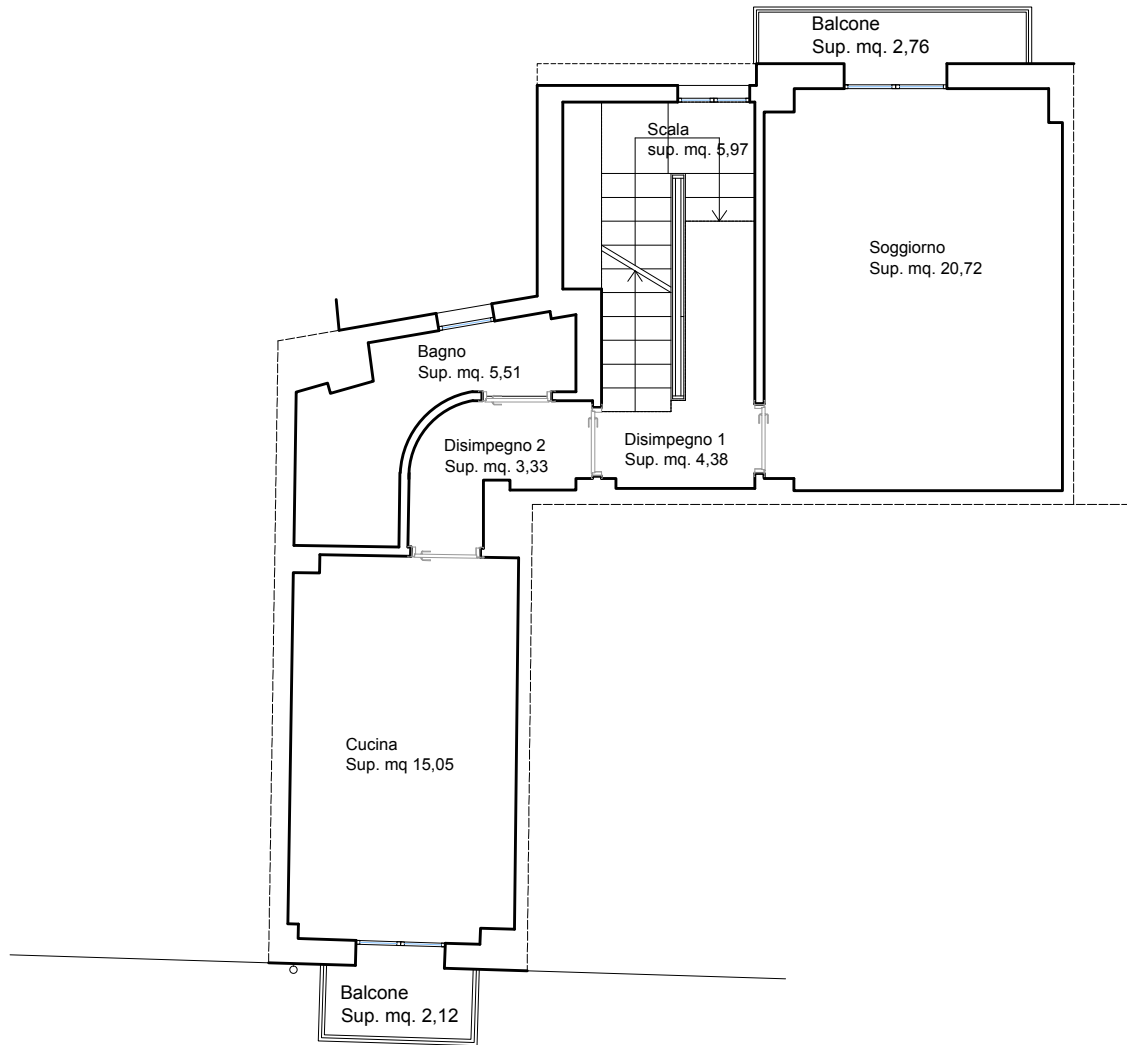 Balcone
Sup. mq. 2,76
Scala
sup. mq. 5,97
Soggiorno
Sup. mq. 20,72
Bagno
Sup. mq. 5,51
Disimpegno 2
Sup. mq. 3,33
Disimpegno 1
Sup. mq. 4,38
Cucina
Sup. mq 15,05
Balcone
Sup. mq. 2,12